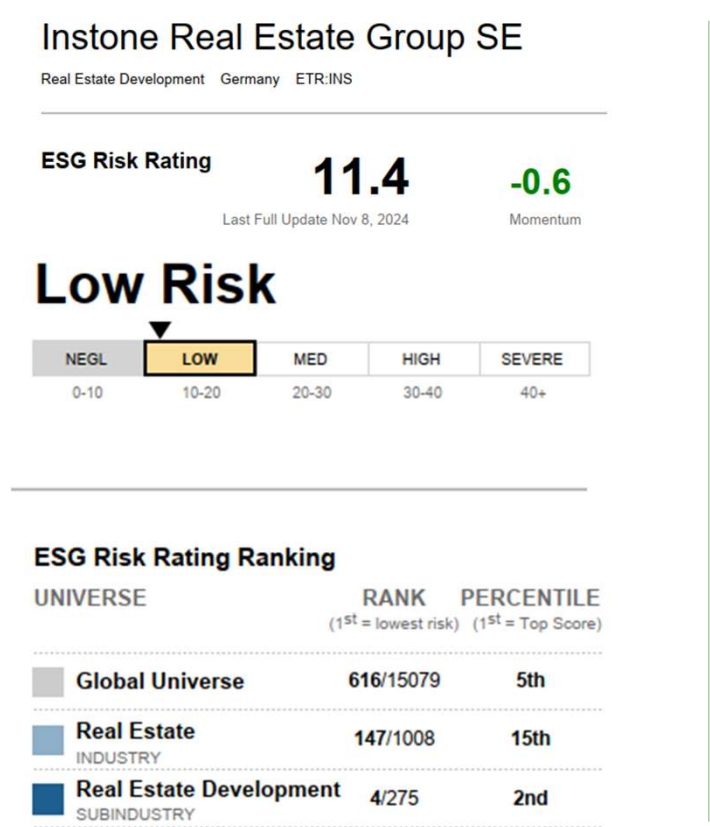 Instone Real Estate Group SE
Real Estate Development Germany ETR:INS
ESG Risk Rating 11.4 -0.6
Last Full Update Nov 8, 2024 Momentum
Low Risk
NEGL LOW MED HIGH SEVERE
0-10 10-20 20-30 30-40 40+
ESG Risk Rating Ranking
UNIVERSE RANK PERCENTILE
(1st = lowest risk) (1st = Top Score)
Global Universe 616/15079 5th
Real Estate 147/1008 15th
INDUSTRY
Real Estate Development 4/275 2nd
SUBINDUSTRY